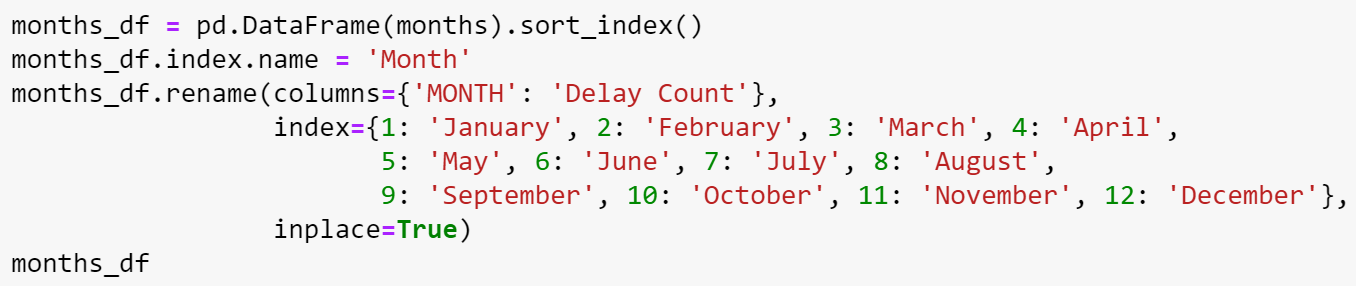 months_df = pd.DataFrame(months).sort_index()
months_df.index.name = 'Month'
months_df.rename(columns={'MONTH': 'Delay Count'},
                 index={1: 'January', 2: 'February', 3: 'March', 4: 'April',
                        5: 'May', 6: 'June', 7: 'July', 8: 'August',
                        9: 'September', 10: 'October', 11: 'November', 12: 'December'},
                 inplace=True)
months_df